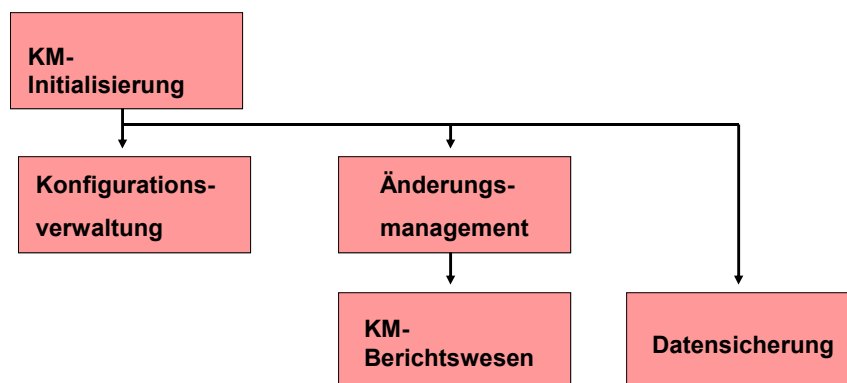 KM-
Initialisierung
Konfigurations-
verwaltung
Änderungs-
management
KM-
Berichtswesen
Datensicherung